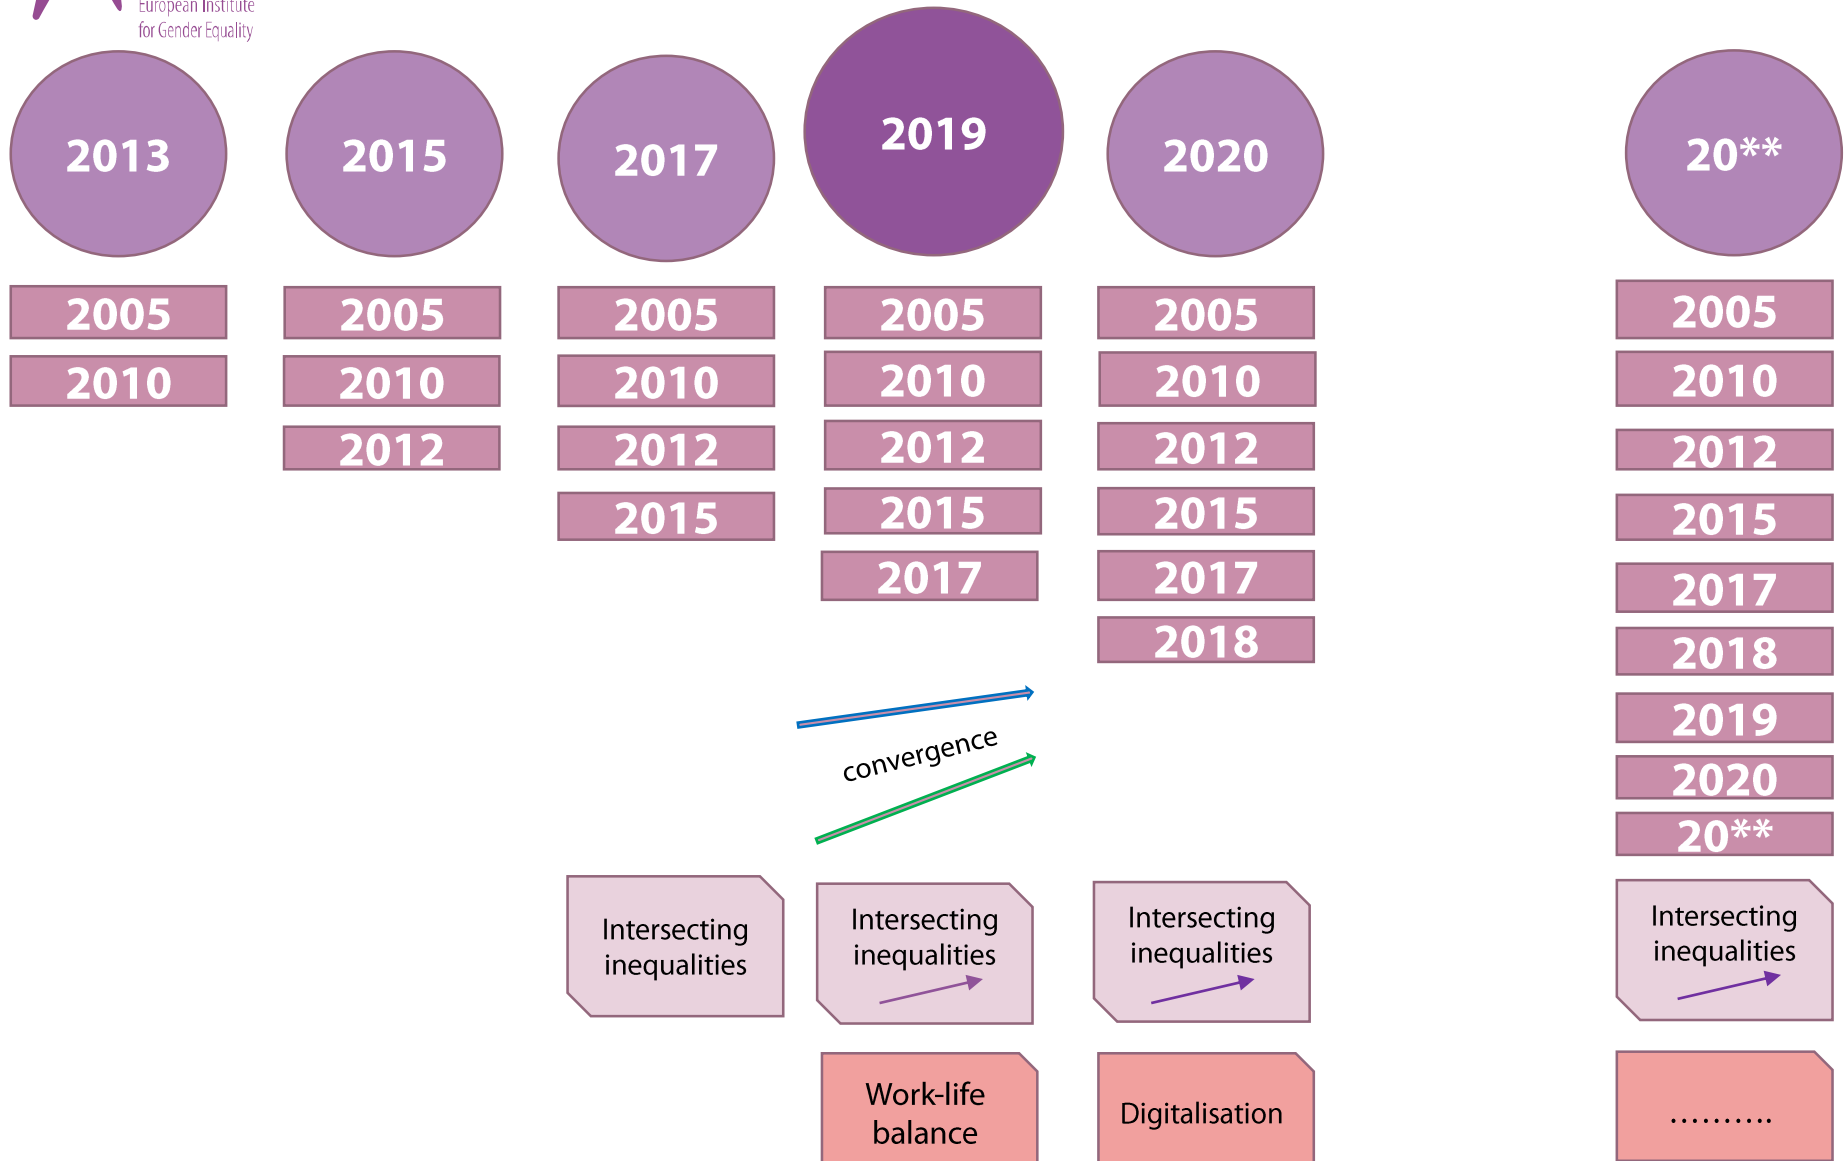 European Institute
for Gender Equality
2013
2015
2017
2019
2020
20**
2005
2005
2005
2005
2005
2005
2010
2010
2010
2010
2010
2010
2012
2012
2012
2012
2012
2015
2015
2015
2015
2017
2017
2017
2018
2018
2019
2020
20**
convergence
Intersecting
inequalities
Intersecting
inequalities
Intersecting
inequalities
Intersecting
inequalities
Work-life
balance
Digitalisation
..........